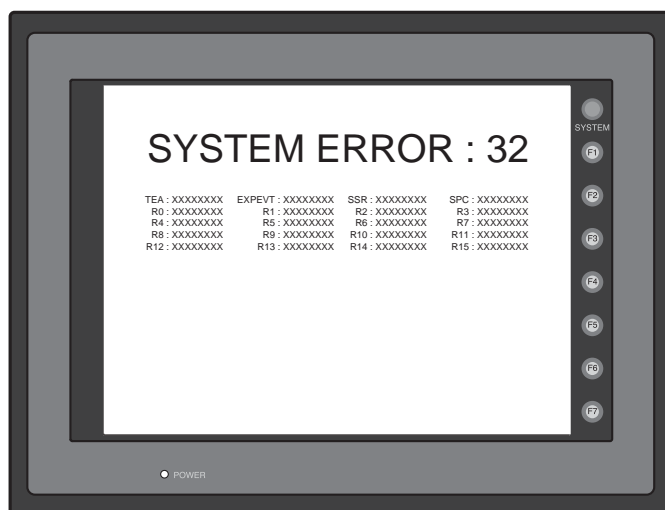 SYSTEM ERROR : 32
SYSTEM
F1
TEA : XXXXXXXX EXPEVT : XXXXXXXX SSR : XXXXXXXX SPC : XXXXXXXX
R0 : XXXXXXXX R1 : XXXXXXXX R2 : XXXXXXXX R3 : XXXXXXXX
R4 : XXXXXXXX R5 : XXXXXXXX R6 : XXXXXXXX R7 : XXXXXXXX
R8 : XXXXXXXX R9 : XXXXXXXX R10 : XXXXXXXX R11 : XXXXXXXX
R12 : XXXXXXXX R13 : XXXXXXXX R14 : XXXXXXXX R15 : XXXXXXXX
F2
F3
F4
F5
F6
F7
POWER